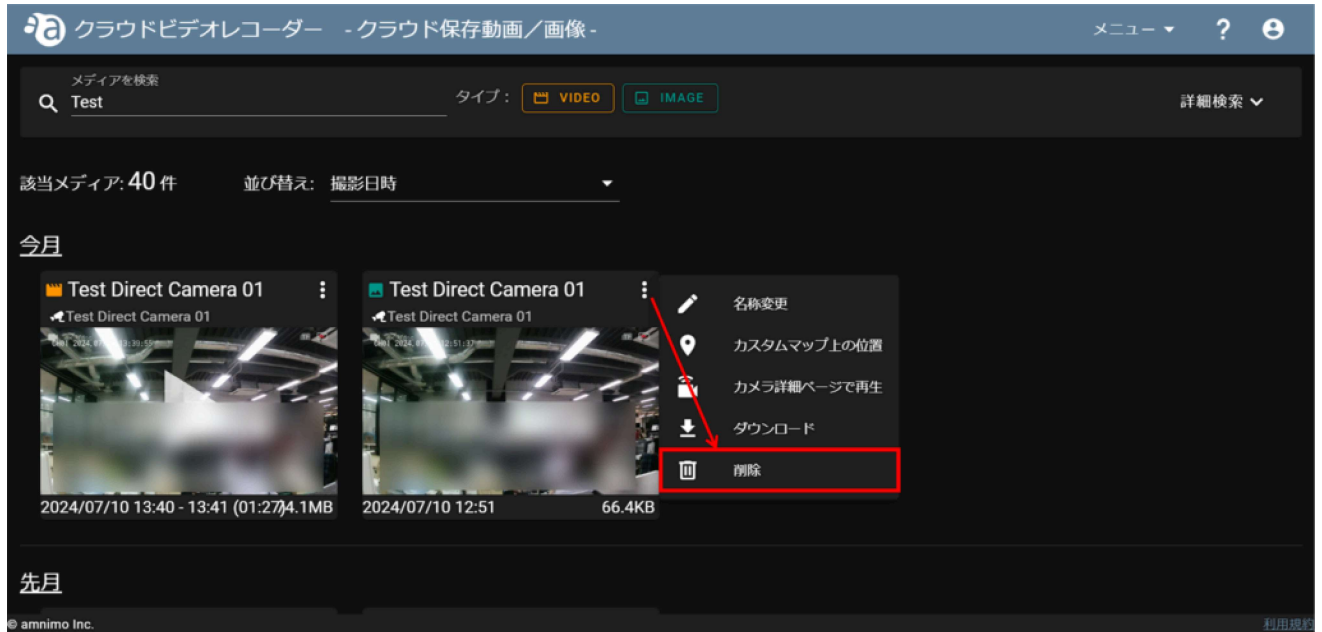 クラウドビデオレコーダー - クラウド保存動画／画像 -
メニュー
?
メディアを検索
Test
タイプ：
VIDEO
IMAGE
詳細検索
該当メディア: 40 件
並び替え: 撮影日時
今月
Test Direct Camera 01
Test Direct Camera 01
2024/07/10 13:40 - 13:41 (01:27)
Test Direct Camera 01
Test Direct Camera 01
2024/07/10 12:51
66.4KB
名称変更
カスタムマップ上の位置
カメラ詳細ページで再生
ダウンロード
削除
先月
© amnimo Inc.
利用規約